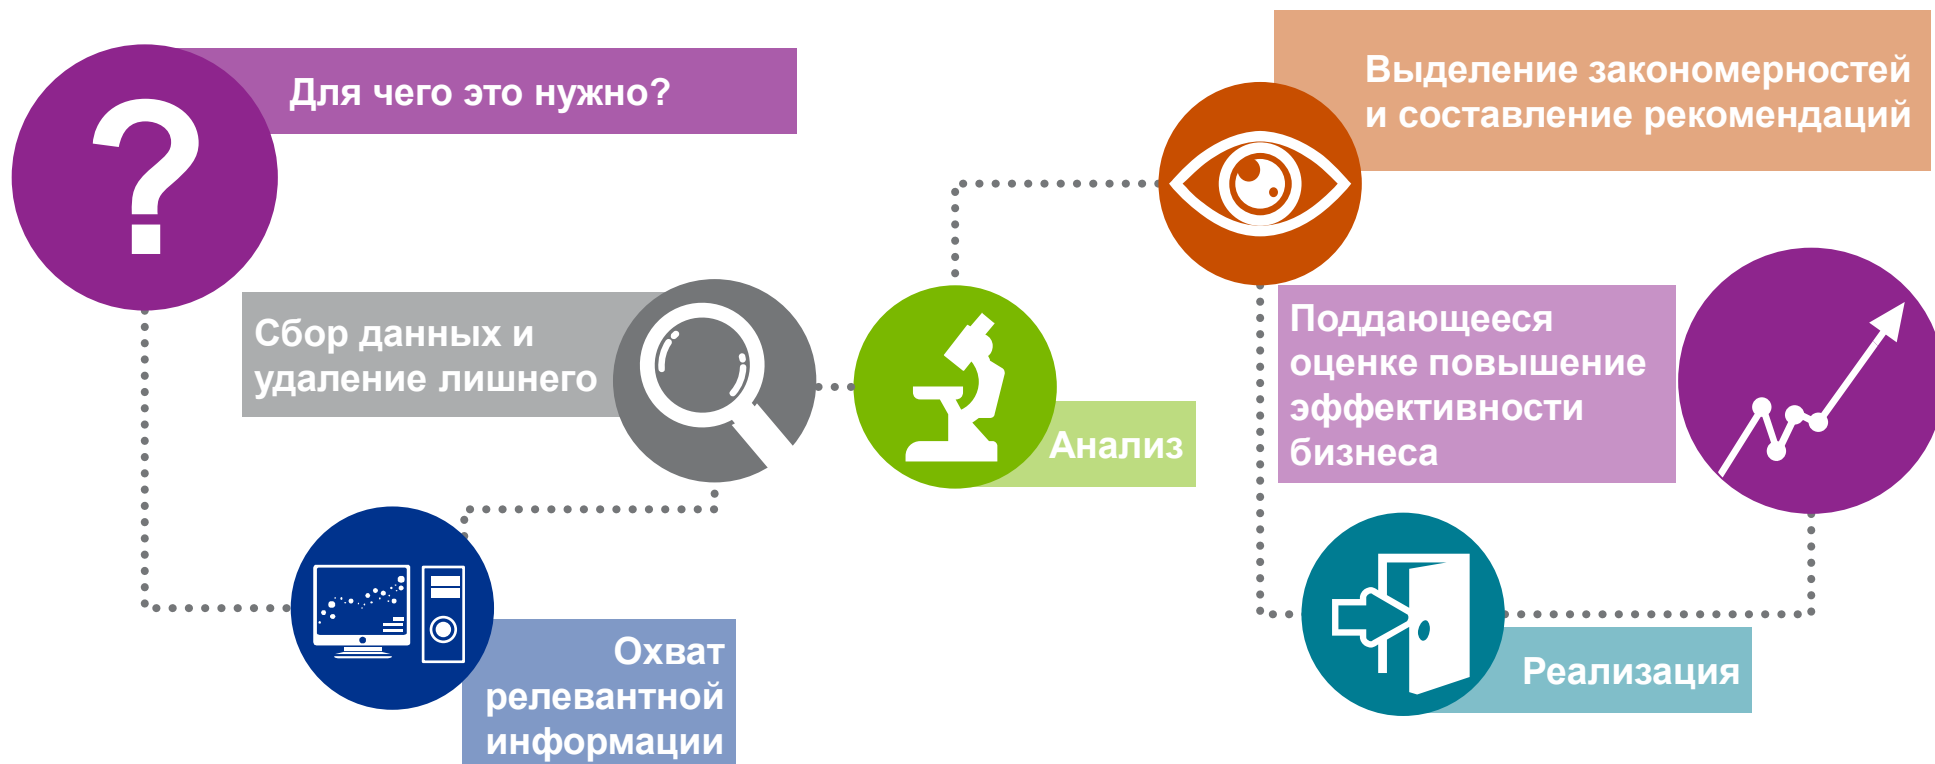 Для чего это нужно?
Сбор данных и
удаление лишнего
Охват
релевантной
информации
Анализ
Выделение закономерностей
и составление рекомендаций
Поддающееся
оценке повышение
эффективности
бизнеса
Реализация